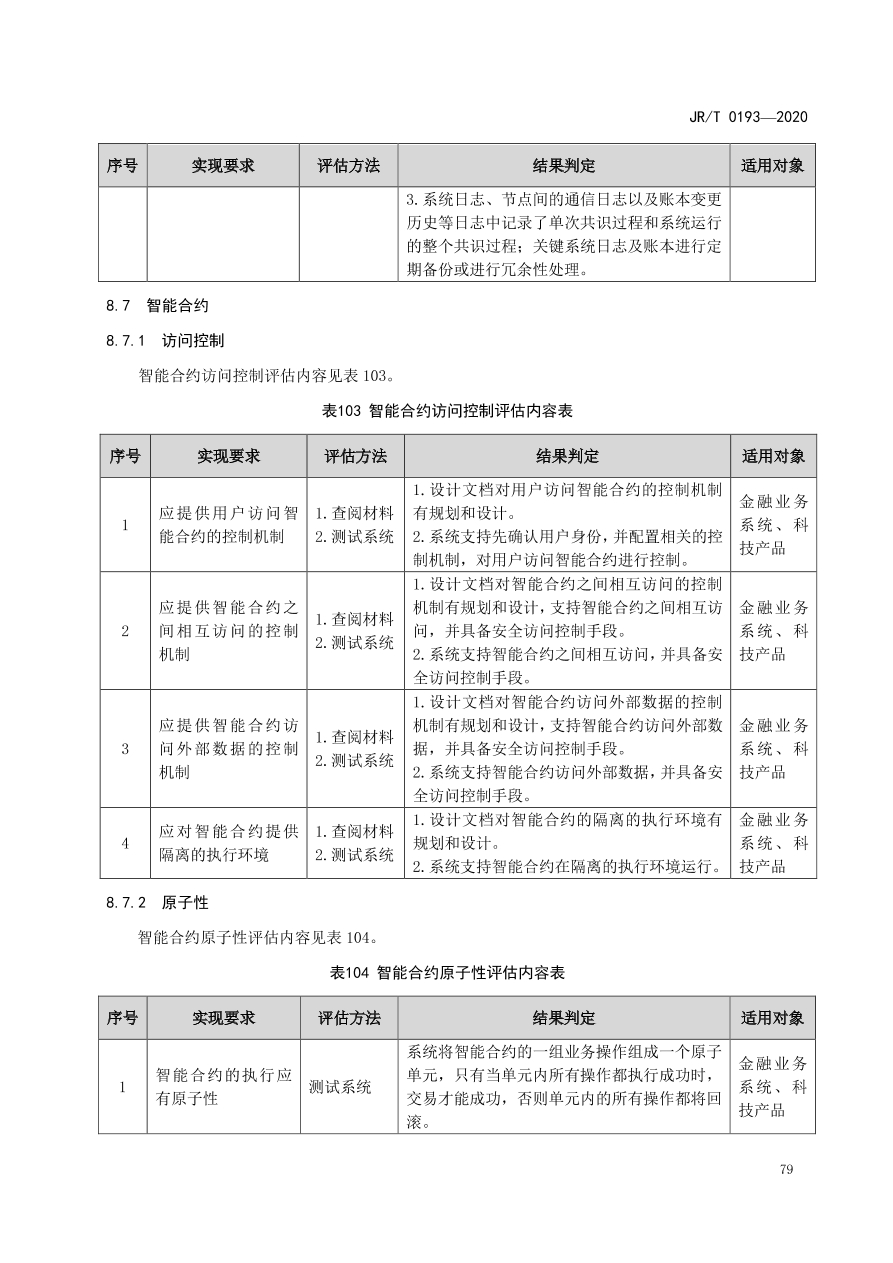 JR/T 0193—2020
序号 实现要求 评估方法 结果判定 适用对象
3.系统日志、节点间的通信日志以及账本变更
历史等日志中记录了单次共识过程和系统运行
的整个共识过程；关键系统日志及账本进行定
期备份或进行冗余性处理。
8.7 智能合约
8.7.1 访问控制
智能合约访问控制评估内容见表 103。
表103 智能合约访问控制评估内容表
序号 实现要求 评估方法 结果判定 适用对象
1
应提供用户访问智
能合约的控制机制
1.查阅材料
2.测试系统
1.设计文档对用户访问智能合约的控制机制
有规划和设计。
2.系统支持先确认用户身份，并配置相关的控
制机制，对用户访问智能合约进行控制。
金融业务
系统、科
技产品
2
应提供智能合约之
间相互访问的控制
机制
1.查阅材料
2.测试系统
1.设计文档对智能合约之间相互访问的控制
机制有规划和设计，支持智能合约之间相互访
问，并具备安全访问控制手段。
2.系统支持智能合约之间相互访问，并具备安
全访问控制手段。
金融业务
系统、科
技产品
3
应提供智能合约访
问外部数据的控制
机制
1.查阅材料
2.测试系统
1.设计文档对智能合约访问外部数据的控制
机制有规划和设计，支持智能合约访问外部数
据，并具备安全访问控制手段。
2.系统支持智能合约访问外部数据，并具备安
全访问控制手段。
金融业务
系统、科
技产品
4
应对智能合约提供
隔离的执行环境
1.查阅材料
2.测试系统
1.设计文档对智能合约的隔离的执行环境有
规划和设计。
2.系统支持智能合约在隔离的执行环境运行。
金融业务
系统、科
技产品
8.7.2 原子性
智能合约原子性评估内容见表 104。
表104 智能合约原子性评估内容表
序号 实现要求 评估方法 结果判定 适用对象
1
智能合约的执行应
有原子性
测试系统
系统将智能合约的一组业务操作组成一个原子
单元，只有当单元内所有操作都执行成功时，
交易才能成功，否则单元内的所有操作都将回
滚。
金融业务
系统、科
技产品
79